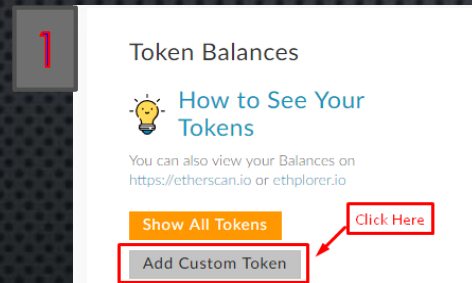 1
Token Balances
How to See Your
Tokens
You can also view your Balances on
https://etherscan.io or ethplorer.io
Show All Tokens
Click Here
Add Custom Token